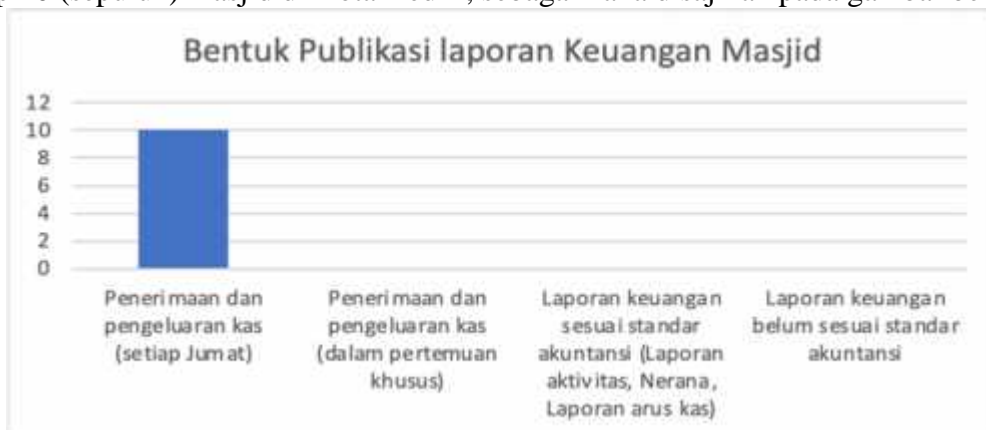 Bentuk Publikasi laporan Keuangan Masjid
12
10
8
6
4
2
0
Penerimaan dan
pengeluaran kas
(setiap Jumat)
Penerimaan dan
pengeluaran kas
(dalam pertemuan
khusus)
Laporan keuangan
sesuai standar
akuntansi (Laporan
aktivitas, Nerana,
Laporan arus kas)
Laporan keuangan
belum sesuai standar
akuntansi